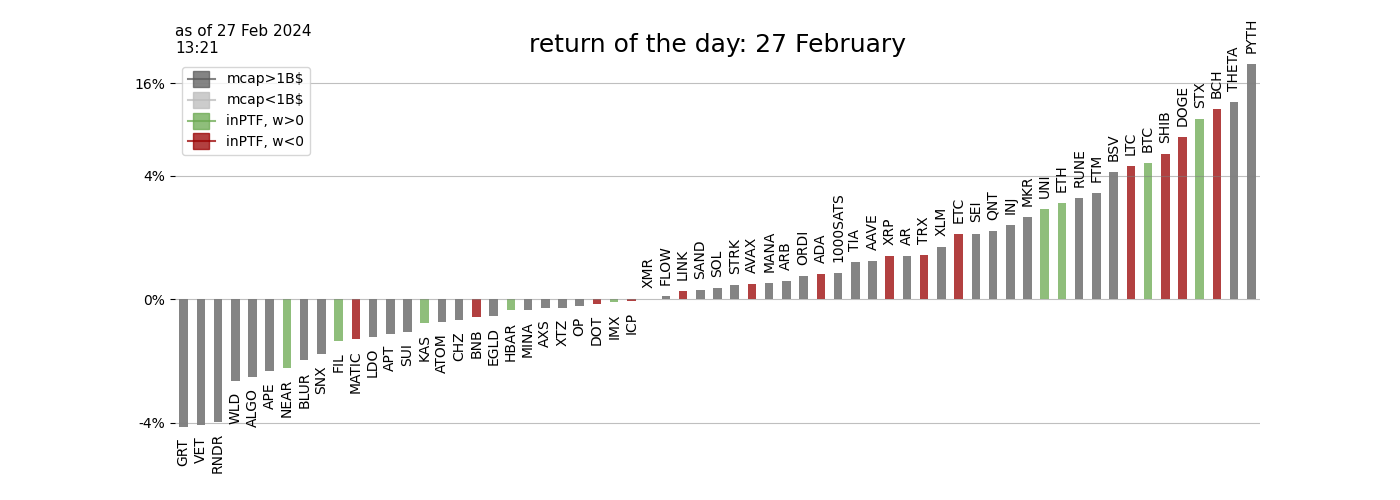 as of 27 Feb 2024
13:21
return of the day: 27 February
mcap>1B$
mcap<1B$
inPTF, w>0
inPTF, w<0
16%
4%
0%
-4%
GRT
VET
RNDR
WLD
ALGO
APE
NEAR
BLUR
SNX
FIL
MATIC
LDO
APT
SUI
KAS
ATOM
CHZ
BNB
EGLD
HBAR
MINA
AXS
XTZ
OP
DOT
IMX
ICP
XMR
FLOW
LINK
SAND
SOL
STRK
AVAX
MANA
ARB
ORDI
ADA
1000SATS
TIA
AAVE
XRP
AR
TRX
XLM
ETC
SEI
QNT
INJ
MKR
UNI
ETH
RUNE
FTM
BSV
LTC
BTC
SHIB
DOGE
STX
BCH
THETA
PYTH